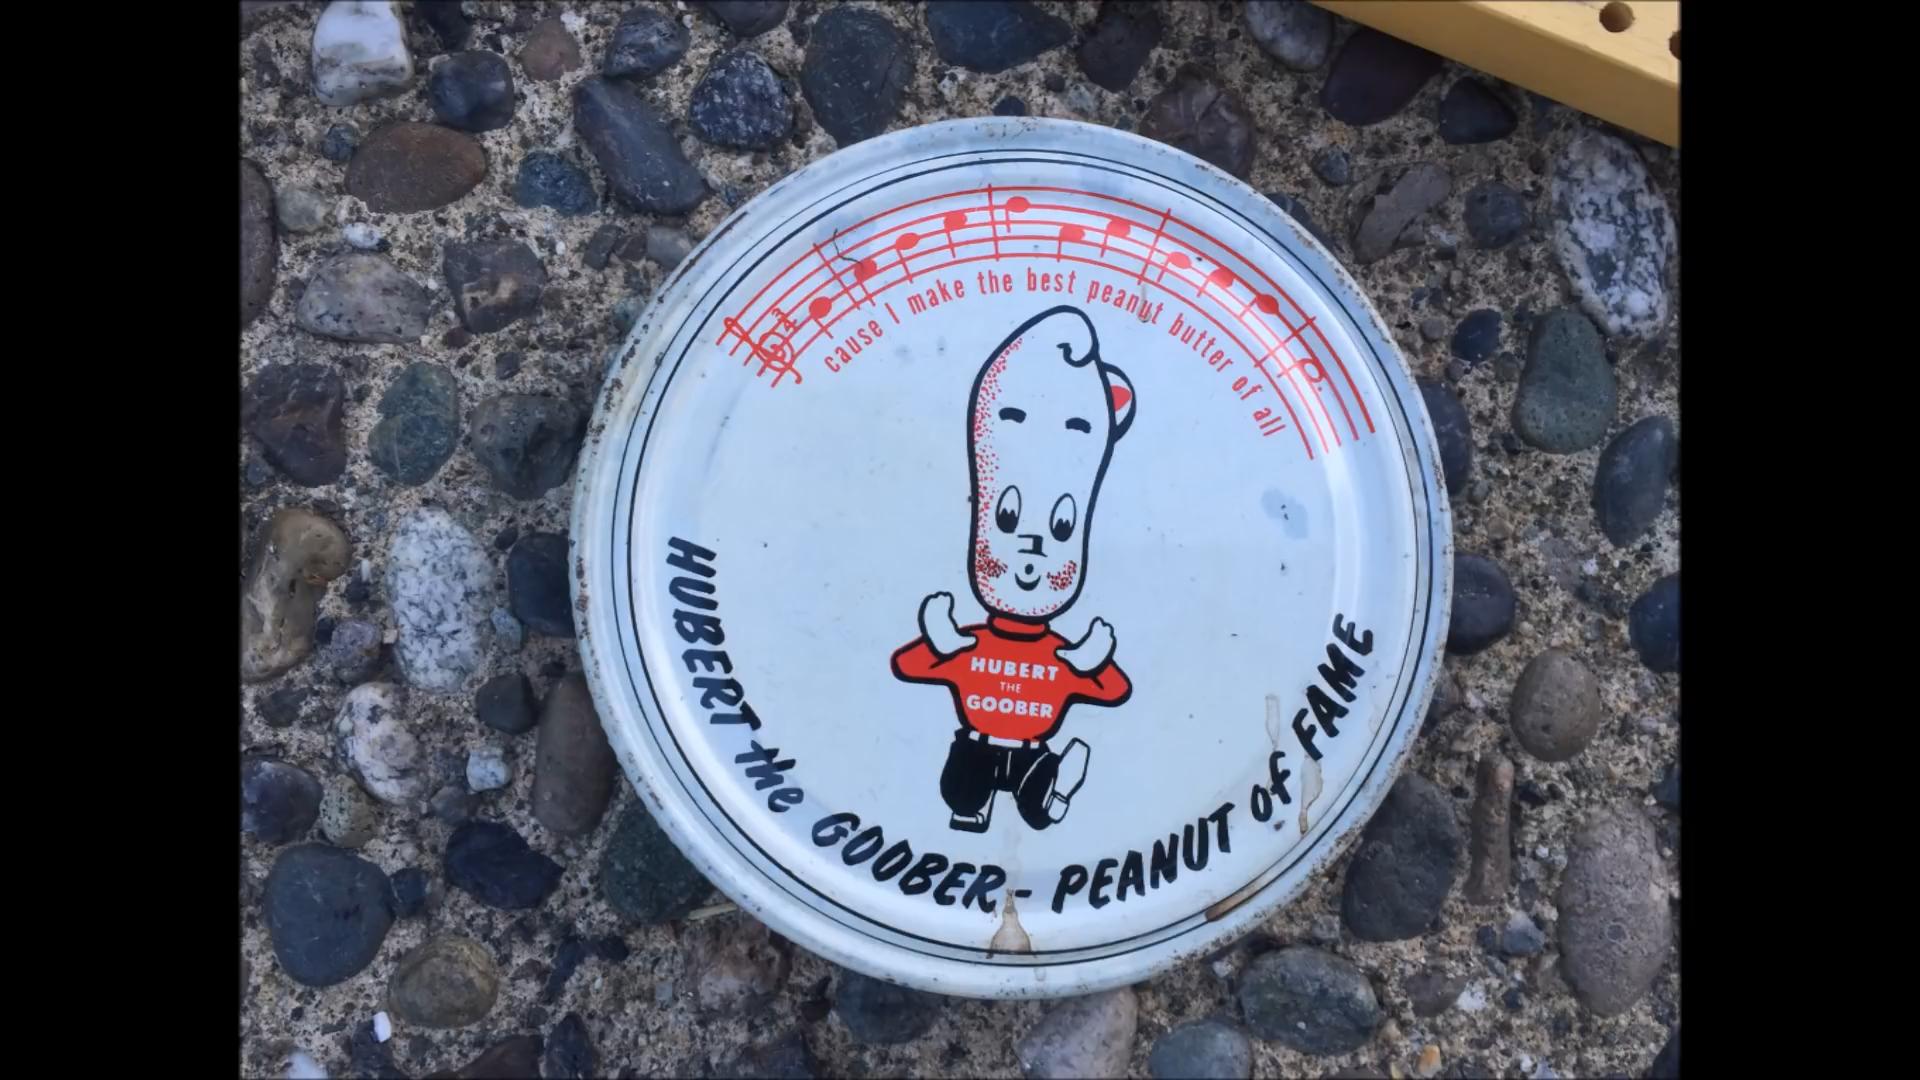 cause I make the best peanut butter of all
HUBERT
THE
GOOBER
HUBERT the GOOBER - PEANUT of FAME